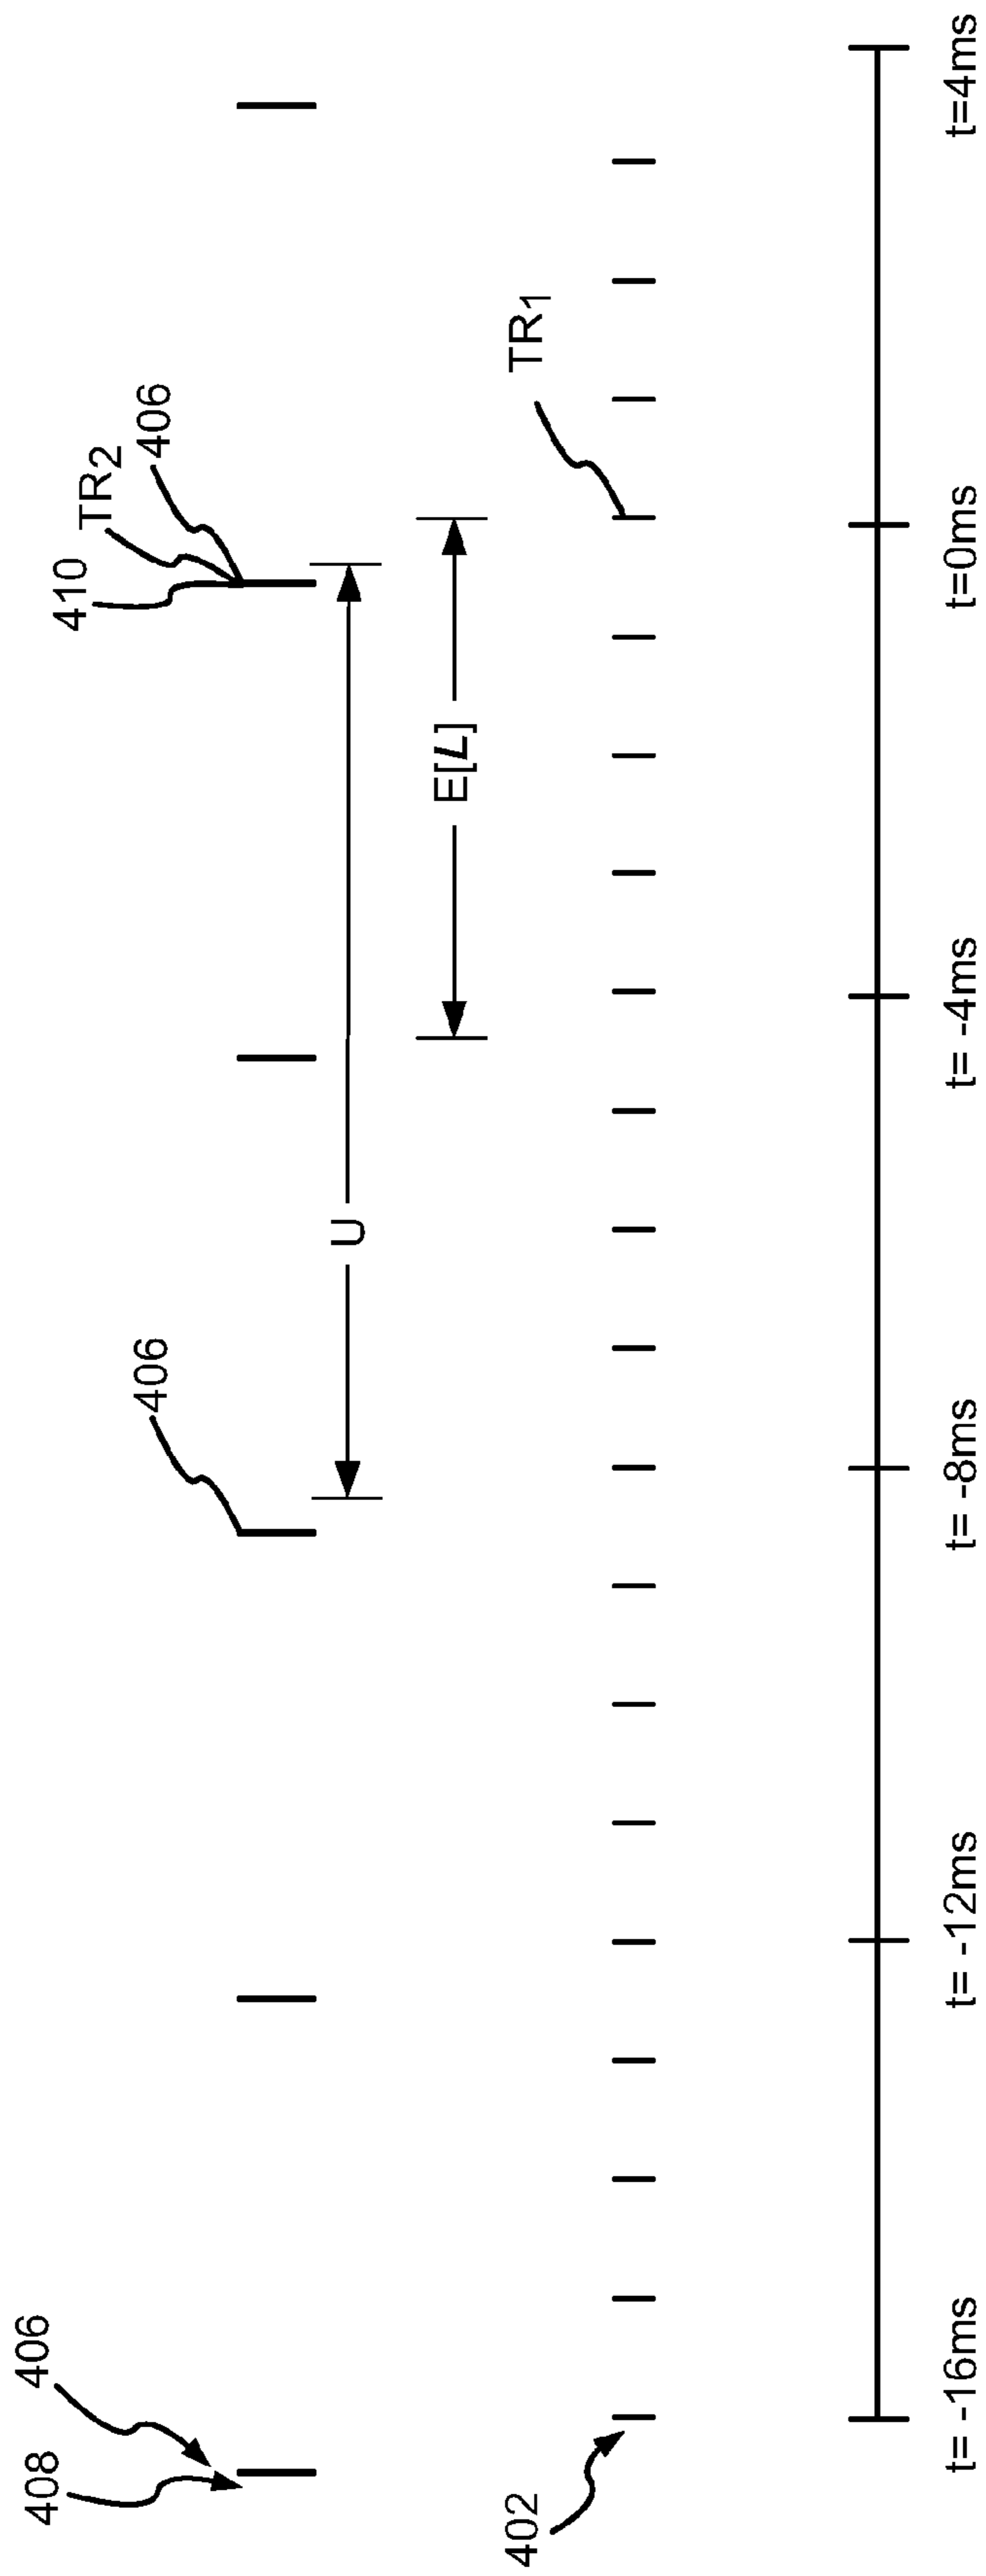 408
406
406
410
TR2
406
U
E[L]
402
TR1
t= -16ms
t= -12ms
t= -8ms
t= -4ms
t=0ms
t=4ms